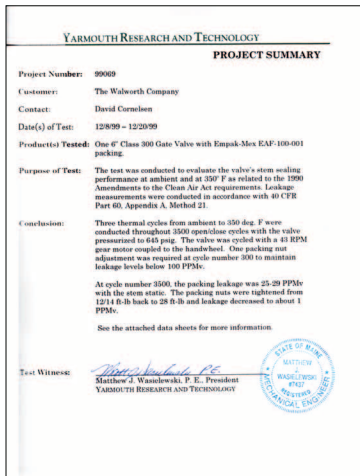 YARMOUTH RESEARCH AND TECHNOLOGY
PROJECT SUMMARY
Project Number: 99069
Customer: The Walworth Company
Contact: David Cornelsen
Date(s) of Test: 12/8/99 – 12/20/99
Product(s) Tested: One 6" Class 300 Gate Valve with Empak-Mex EAF-100-001
packing.
Purpose of Test: The test was conducted to evaluate the valve's stem sealing
performance at ambient and at 350° F as related to the 1990
Amendments to the Clean Air Act requirements. Leakage
measurements were conducted in accordance with 40 CFR
Part 60, Appendix A, Method 21.
Conclusion: Three thermal cycles from ambient to 350 deg. F were
conducted throughout 3500 open/close cycles with the valve
pressurized to 645 psig. The valve was cycled with a 43 RPM
gear motor coupled to the handwheel. One packing nut
adjustment was required at cycle number 300 to maintain
leakage levels below 100 PPMv.
At cycle number 3500, the packing leakage was 25-29 PPMv
with the stem static. The packing nuts were tightened from
12/14 ft-lb back to 28 ft-lb and leakage decreased to about 1
PPMv.
See the attached data sheets for more information.
Test Witness: Matthew J. Wasielewski P.E.
Matthew J. Wasielewski, P. E., President
YARMOUTH RESEARCH AND TECHNOLOGY
STATE OF MAINE
MATTHEW
J.
WASIELEWSKI
#7437
REGISTERED
MECHANICAL ENGINEER